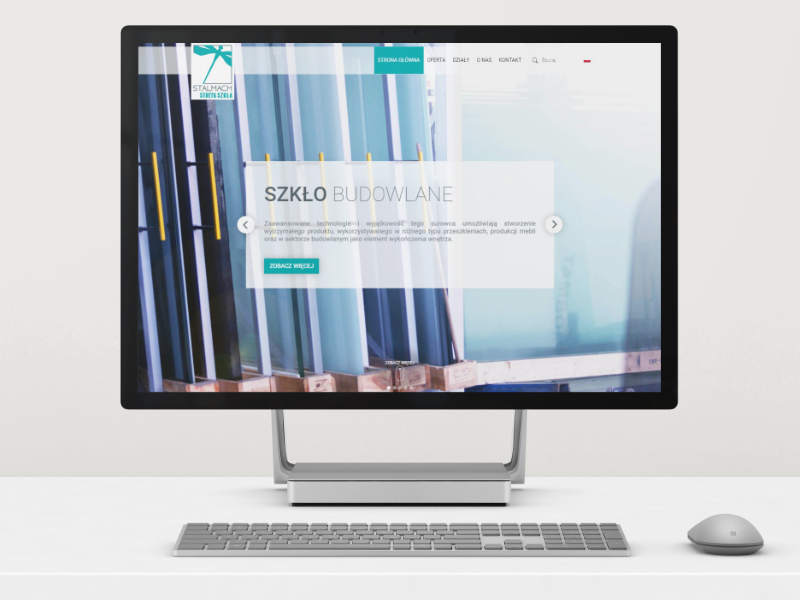 STALMACH
STREFA SZKŁA
STRONA GŁÓWNA OFERTA DZIAŁY O NAS KONTAKT Szukaj
SZKŁO BUDOWLANE
Zaawansowane technologie i wyjątkowość tego surowca umożliwiają stworzenie
wytrzymałego produktu, wykorzystywanego w różnego typu przeszkleniach, produkcji mebli
oraz w sektorze budowlanym jako element wykończenia wnętrza.
ZOBACZ WIĘCEJ
ZOBACZ WIĘCEJ